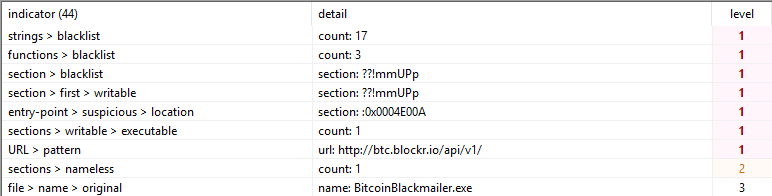 indicator (44) detail level
strings > blacklist count: 17 1
functions > blacklist count: 3 1
section > blacklist section: ??!mmUPp 1
section > first > writable section: ??!mmUPp 1
entry-point > suspicious > location section: :0x0004E00A 1
sections > writable > executable count: 1 1
URL > pattern url: http://btc.blockr.io/api/v1/ 1
sections > nameless count: 1 2
file > name > original name: BitcoinBlackmailer.exe 3